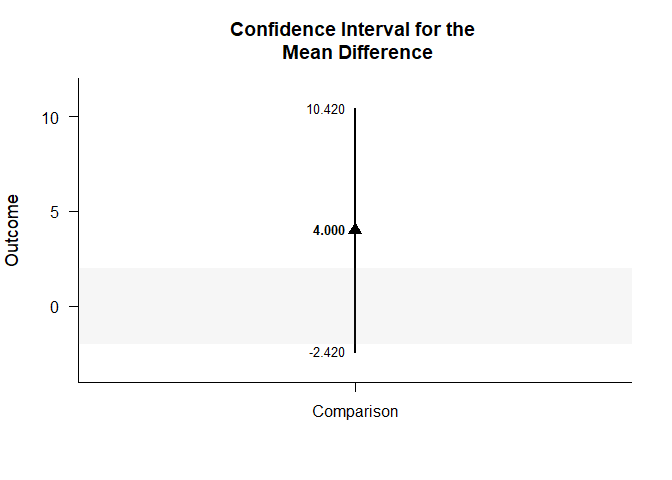 Confidence Interval for the
Mean Difference
Outcome
10
5
0
10.420
4.000
-2.420
Comparison